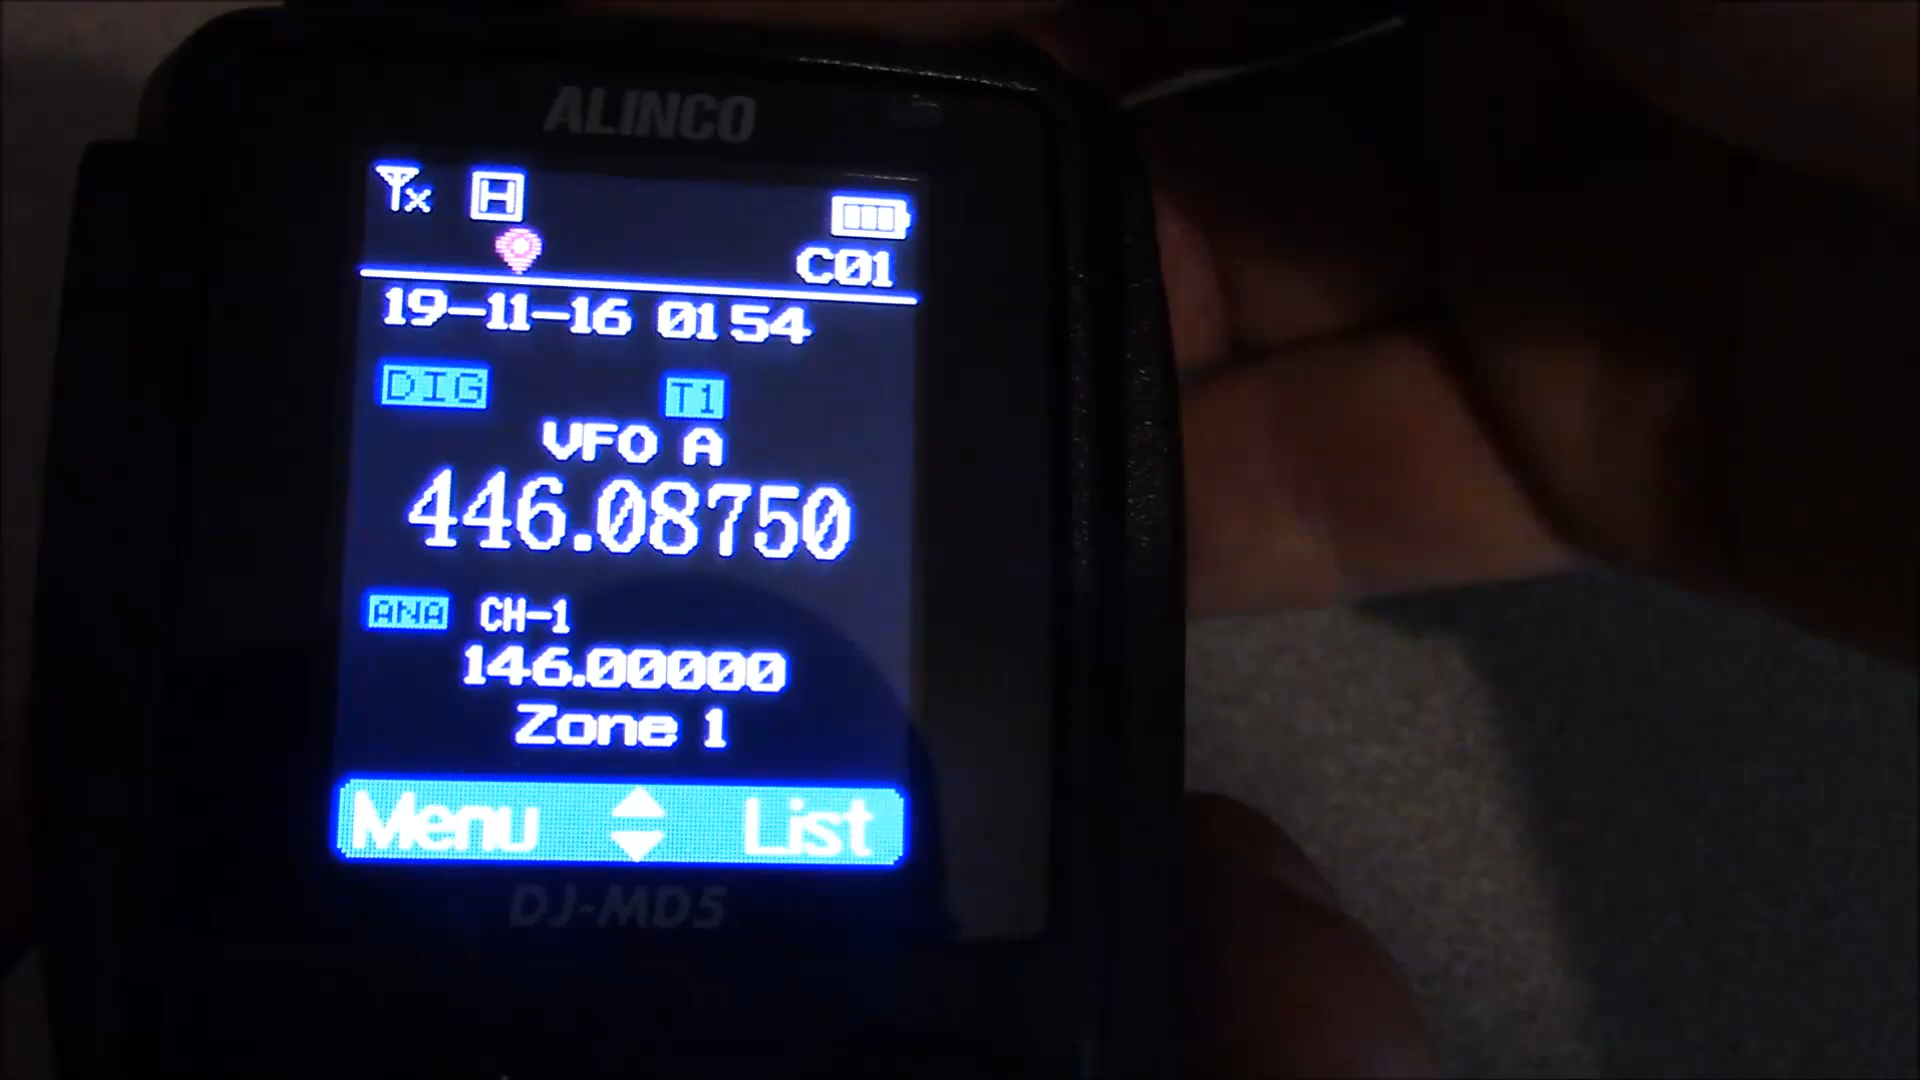 ALINCO
Tx H
C01
19-11-16 01 54
DIG T1
VFO A
446.08750
ANA CH-1
146.00000
Zone 1
Menu List
DJ-MD5